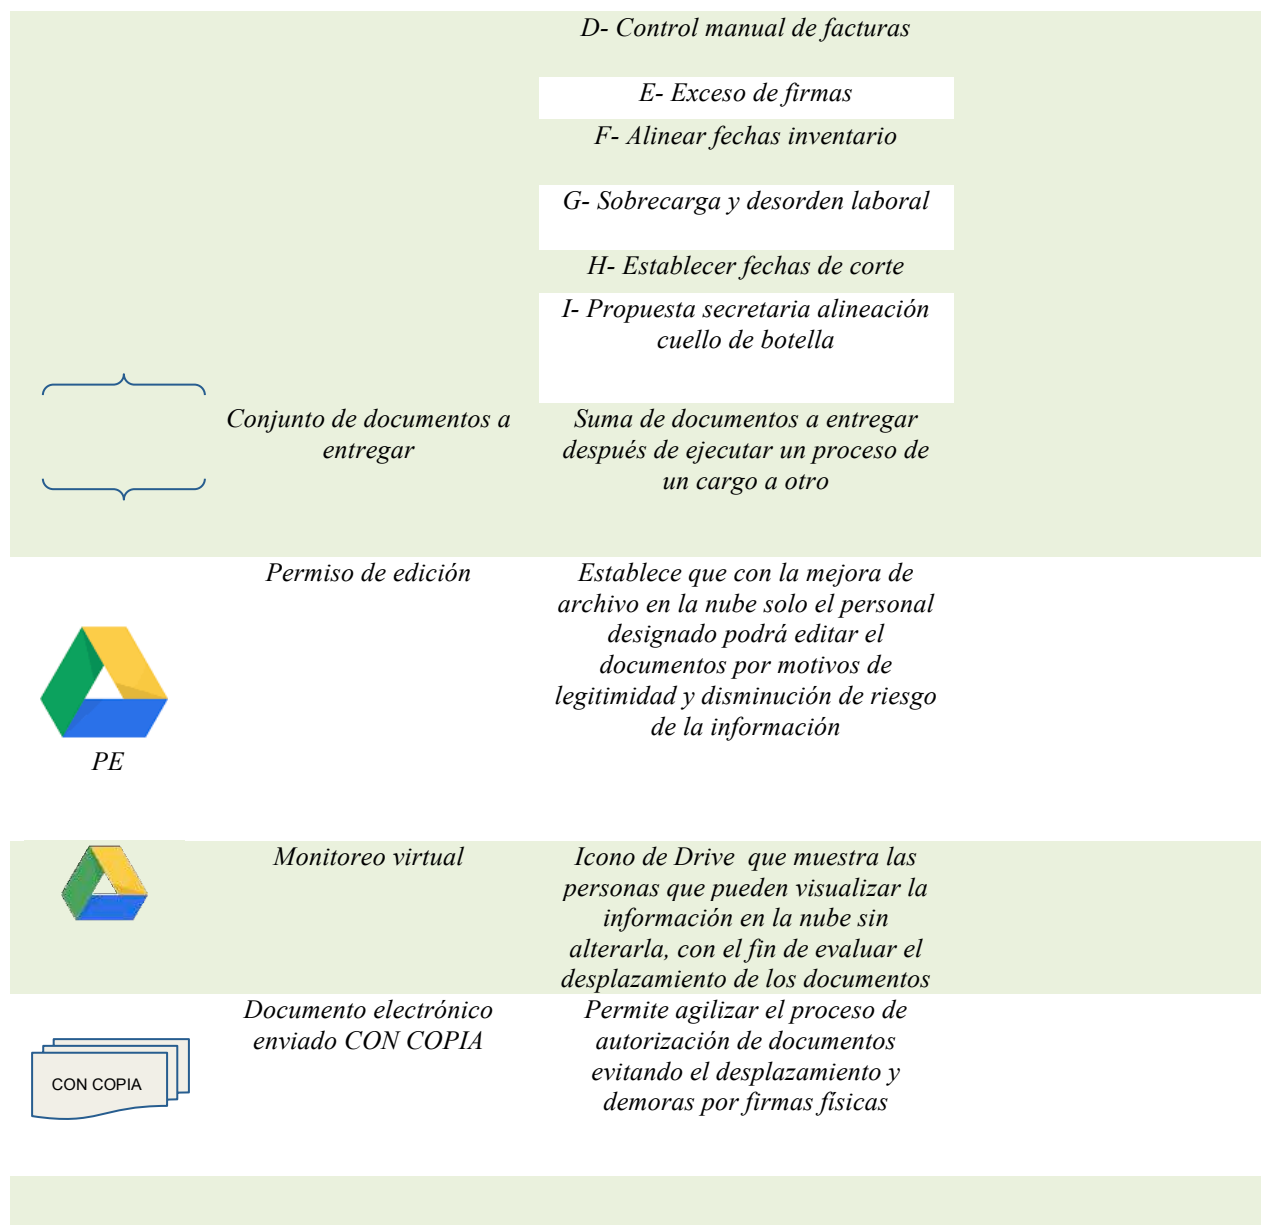 D- Control manual de facturas
E- Exceso de firmas
F- Alinear fechas inventario
G- Sobrecarga y desorden laboral
H- Establecer fechas de corte
I- Propuesta secretaria alineación
cuello de botella
Conjunto de documentos a
entregar
Suma de documentos a entregar
después de ejecutar un proceso de
un cargo a otro
PE
Permiso de edición
Establece que con la mejora de
archivo en la nube solo el personal
designado podrá editar el
documentos por motivos de
legitimidad y disminución de riesgo
de la información
Monitoreo virtual
Icono de Drive que muestra las
personas que pueden visualizar la
información en la nube sin
alterarla, con el fin de evaluar el
desplazamiento de los documentos
CON COPIA
Documento electrónico
enviado CON COPIA
Permite agilizar el proceso de
autorización de documentos
evitando el desplazamiento y
demoras por firmas físicas